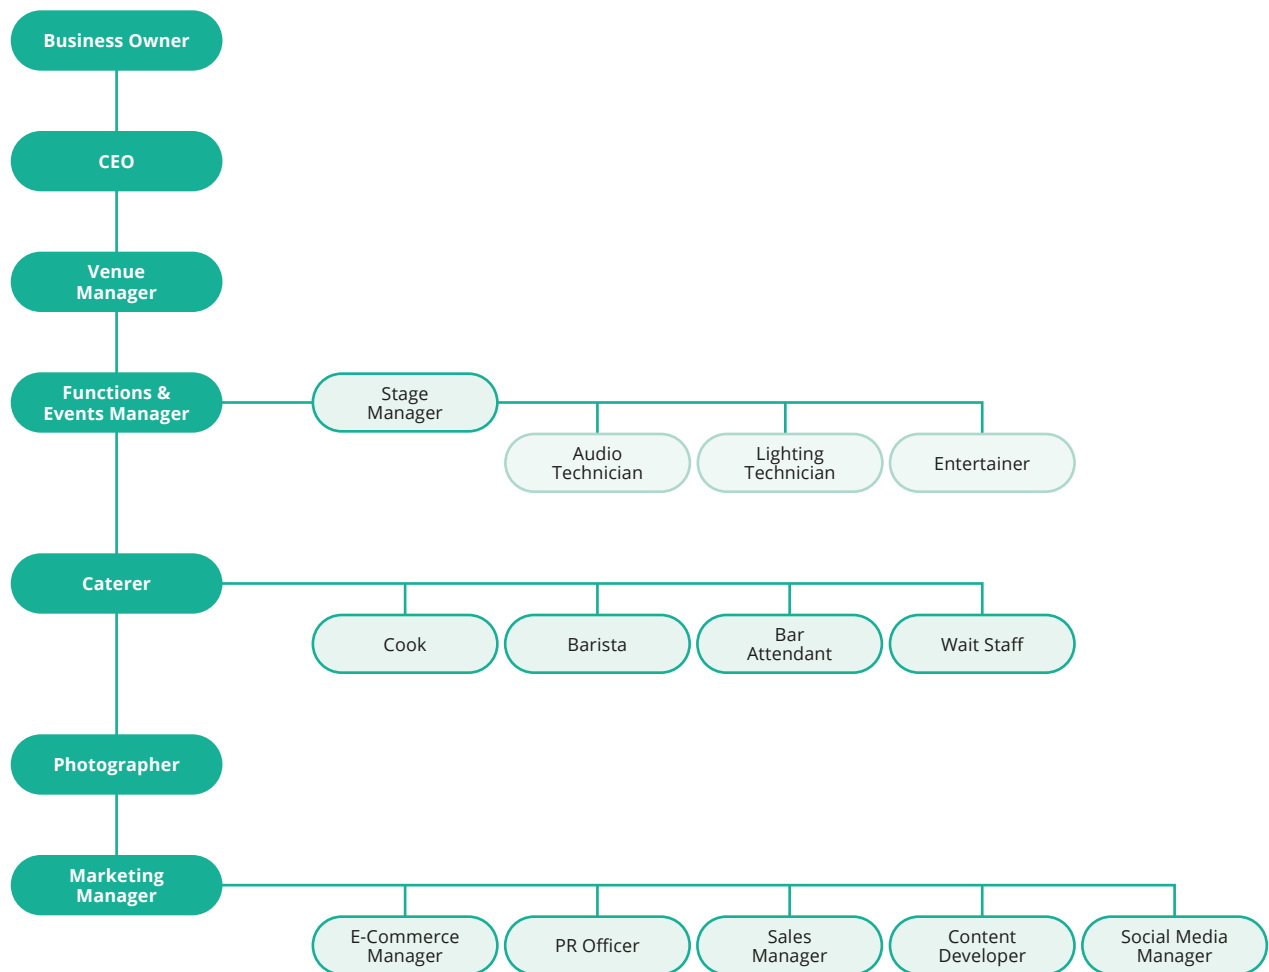 Business Owner
CEO
Venue
Manager
Functions &
Events Manager
Stage
Manager
Audio
Technician
Lighting
Technician
Entertainer
Caterer
Cook
Barista
Bar
Attendant
Wait Staff
Photographer
Marketing
Manager
E-Commerce
Manager
PR Officer
Sales
Manager
Content
Developer
Social Media
Manager